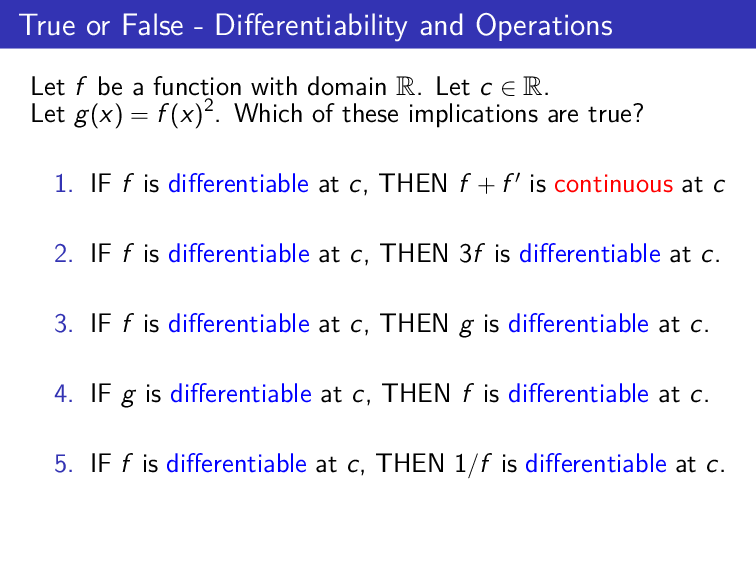 True or False - Differentiability and Operations
Let f be a function with domain ℝ. Let c ∈ ℝ.
Let g(x) = f(x)². Which of these implications are true?
1. IF f is differentiable at c, THEN f + f′ is continuous at c
2. IF f is differentiable at c, THEN 3f is differentiable at c.
3. IF f is differentiable at c, THEN g is differentiable at c.
4. IF g is differentiable at c, THEN f is differentiable at c.
5. IF f is differentiable at c, THEN 1/f is differentiable at c.